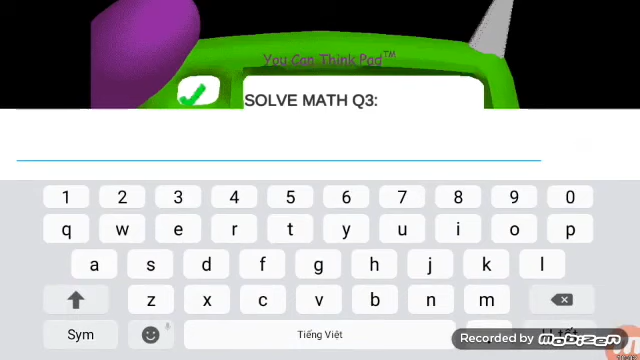 You Can Think Pad™
SOLVE MATH Q3:
1 2 3 4 5 6 7 8 9 0
q w e r t y u i o p
a s d f g h j k l
z x c v b n m
Sym Tiếng Việt
Recorded by mobizen